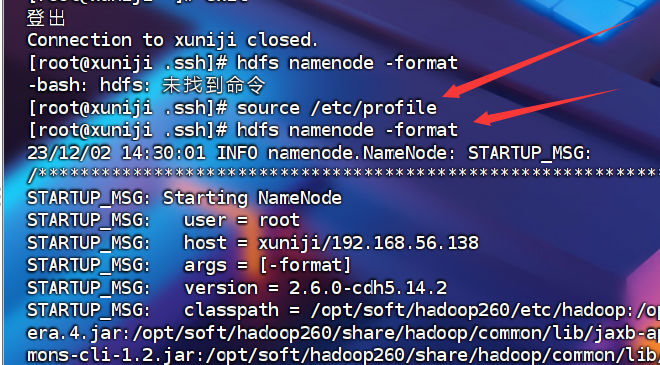 [root@xuniji ~]# exit
登出
Connection to xuniji closed.
[root@xuniji .ssh]# hdfs namenode -format
-bash: hdfs: 未找到命令
[root@xuniji .ssh]# source /etc/profile
[root@xuniji .ssh]# hdfs namenode -format
23/12/02 14:30:01 INFO namenode.NameNode: STARTUP_MSG:
/************************************************************
STARTUP_MSG: Starting NameNode
STARTUP_MSG:   user = root
STARTUP_MSG:   host = xuniji/192.168.56.138
STARTUP_MSG:   args = [-format]
STARTUP_MSG:   version = 2.6.0-cdh5.14.2
STARTUP_MSG:   classpath = /opt/soft/hadoop260/etc/hadoop:/op
era.4.jar:/opt/soft/hadoop260/share/hadoop/common/lib/jaxb-ap
mons-cli-1.2.jar:/opt/soft/hadoop260/share/hadoop/common/lib/